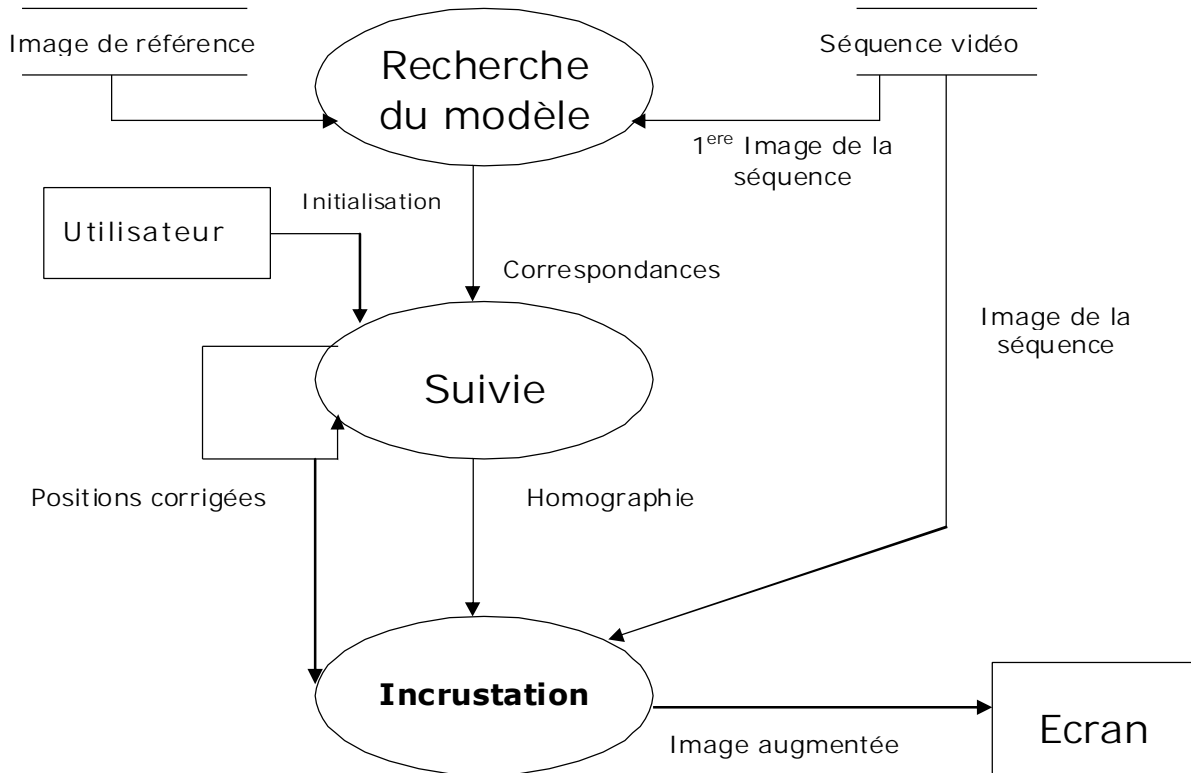 Image de référence
Recherche
du modèle
Séquence vidéo
1ere Image de la
séquence
Initialisation
Utilisateur
Correspondances
Image de la
séquence
Suivie
Positions corrigées
Homographie
Incrustation
Image augmentée
Ecran